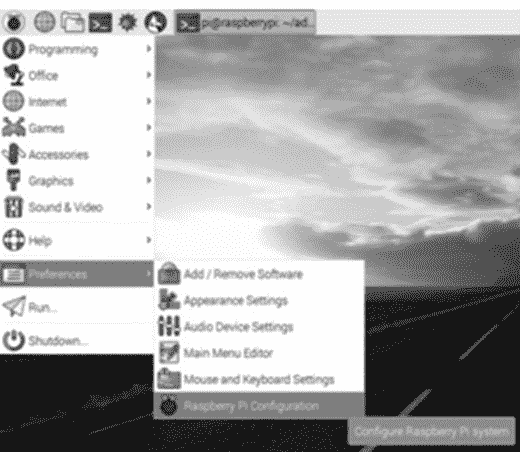 pi@raspberrypi: ~/ad...
Programming
Office
Internet
Games
Accessories
Graphics
Sound & Video
Help
Preferences
Run...
Shutdown...
Add / Remove Software
Appearance Settings
Audio Device Settings
Main Menu Editor
Mouse and Keyboard Settings
Raspberry Pi Configuration
Configure Raspberry Pi system